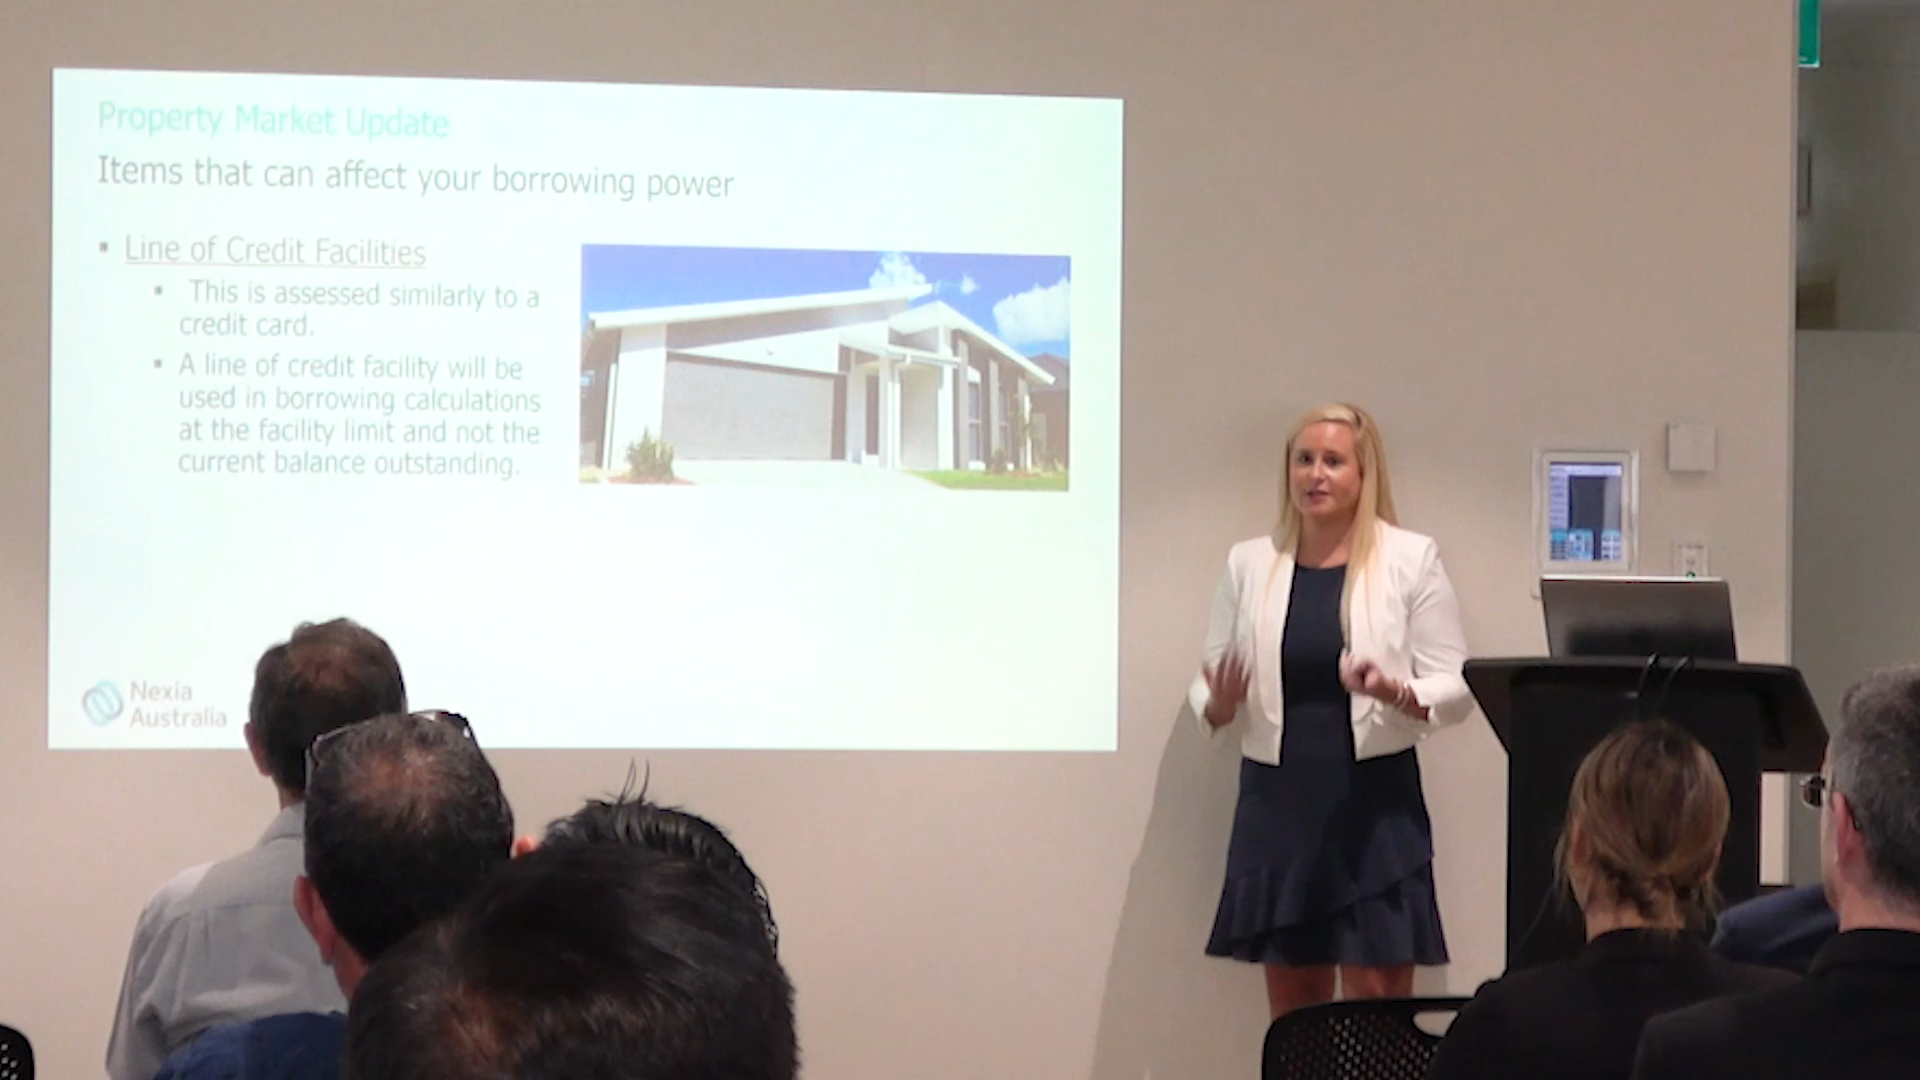 Property Market Update
Items that can affect your borrowing power
▪ Line of Credit Facilities
▪ This is assessed similarly to a
credit card.
▪ A line of credit facility will be
used in borrowing calculations
at the facility limit and not the
current balance outstanding.
Nexia
Australia